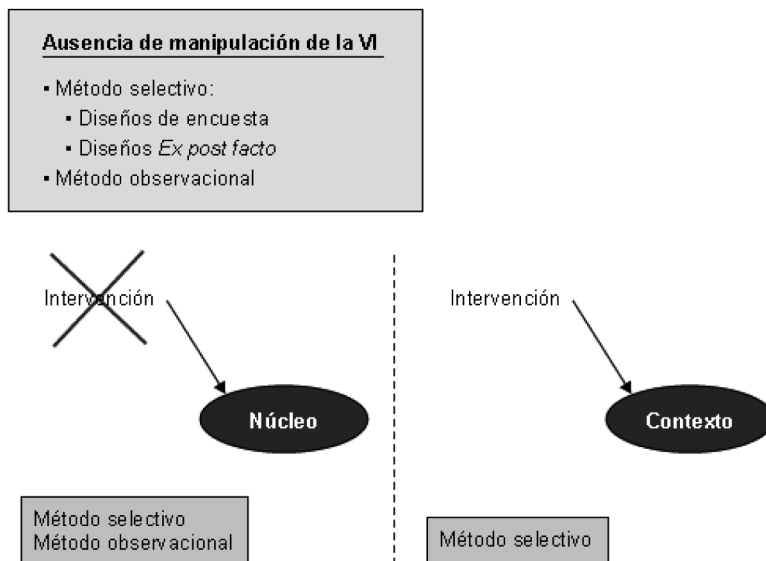 Ausencia de manipulación de la VI
▪ Método selectivo:
▪ Diseños de encuesta
▪ Diseños Ex post facto
▪ Método observacional
Intervención
Núcleo
Método selectivo
Método observacional
Intervención
Contexto
Método selectivo